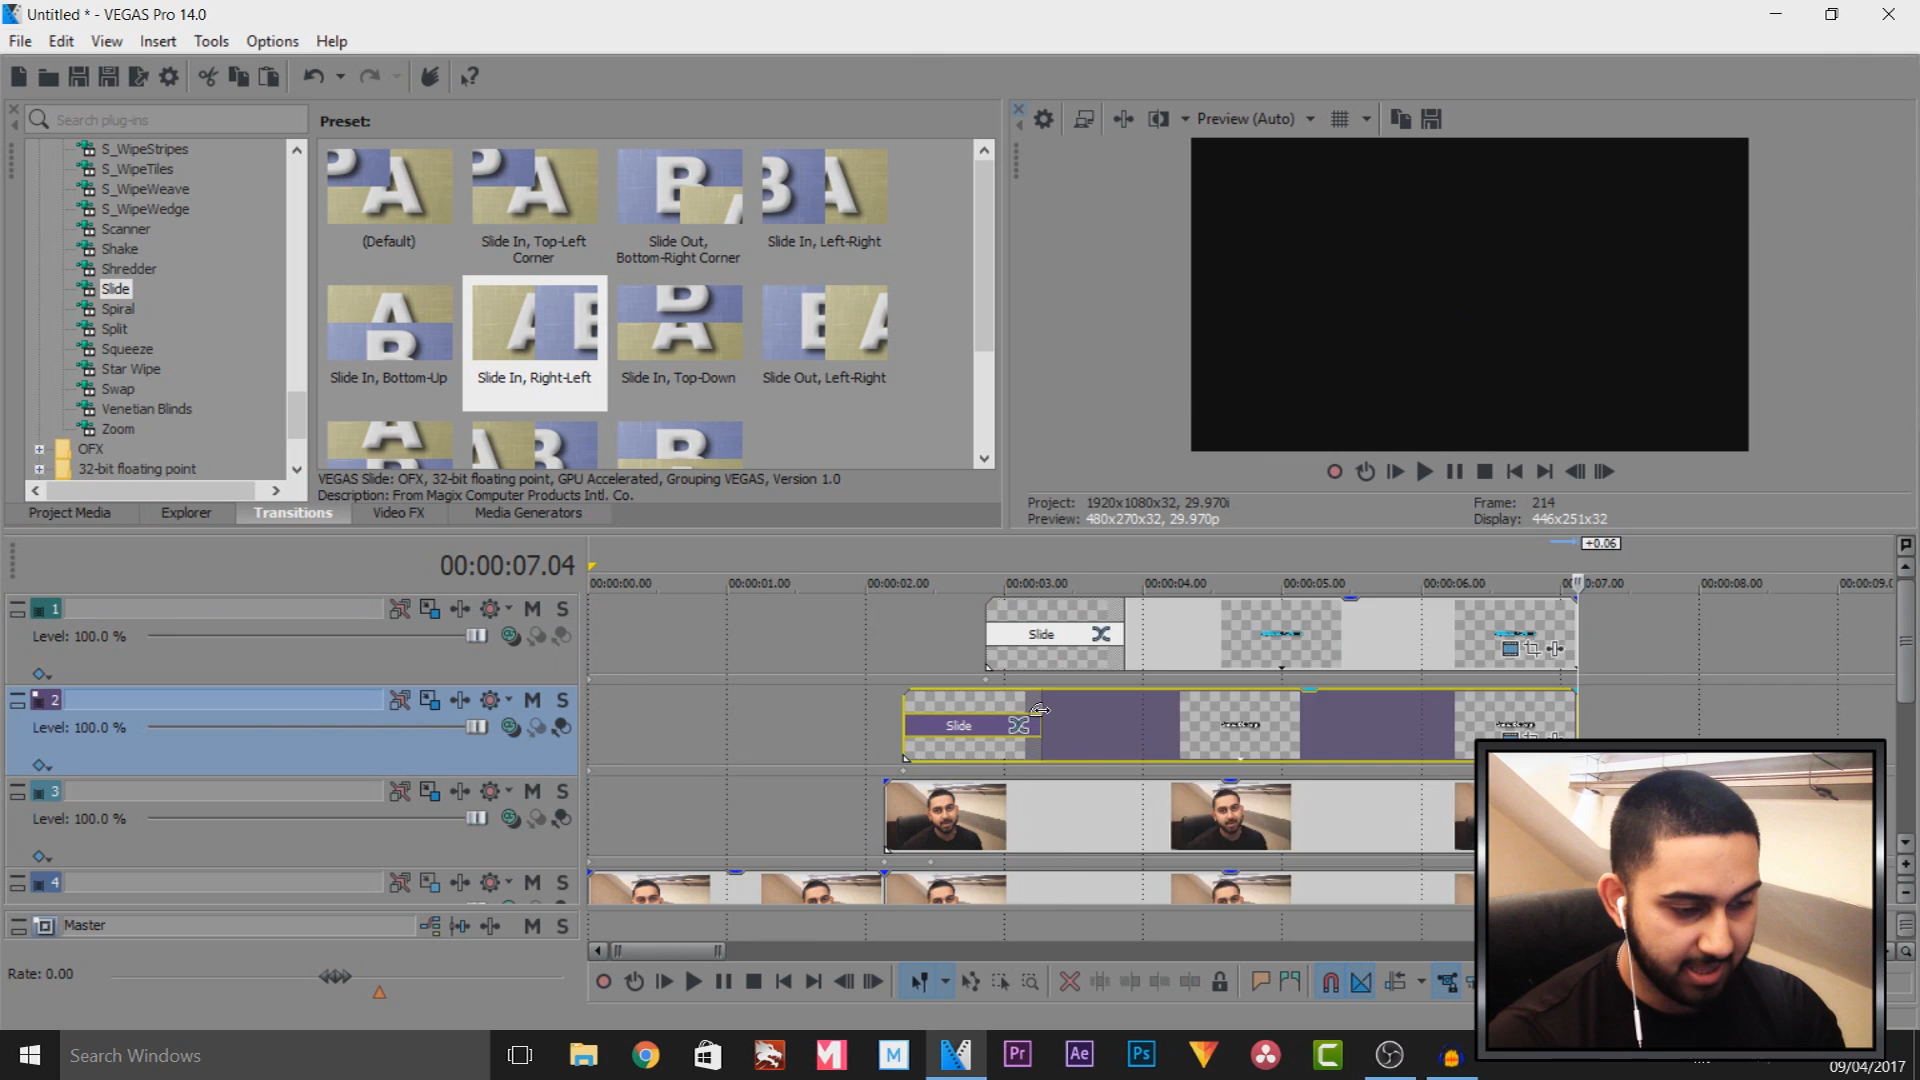 Untitled * - VEGAS Pro 14.0
File Edit View Insert Tools Options Help
Search plug-ins
Preset:
Preview (Auto)
S_WipeStripes
S_WipeTiles
S_WipeWeave
S_WipeWedge
Scanner
Shake
Shredder
Slide
Spiral
Split
Squeeze
Star Wipe
Swap
Venetian Blinds
Zoom
OFX
32-bit floating point
(Default)
Slide In, Top-Left Corner
Slide Out, Bottom-Right Corner
Slide In, Left-Right
Slide In, Bottom-Up
Slide In, Right-Left
Slide In, Top-Down
Slide Out, Left-Right
VEGAS Slide: OFX, 32-bit floating point, GPU Accelerated, Grouping VEGAS, Version 1.0
Description: From Magix Computer Products Intl. Co.
Project Media Explorer Transitions Video FX Media Generators
Project: 1920x1080x32, 29.970i
Preview: 480x270x32, 29.970p
Frame: 214
Display: 446x251x32
+0.06
00:00:07.04
00:00:00.00 00:00:01.00 00:00:02.00 00:00:03.00 00:00:04.00 00:00:05.00 00:00:06.00 0:07.00 00:00:08.00 00:00:09.0
1 M S
Level: 100.0 %
Slide
2 M S
Level: 100.0 %
Slide
3 M S
Level: 100.0 %
4 M S
Master M S
Rate: 0.00
Search Windows
Pr Ae Ps
09/04/2017